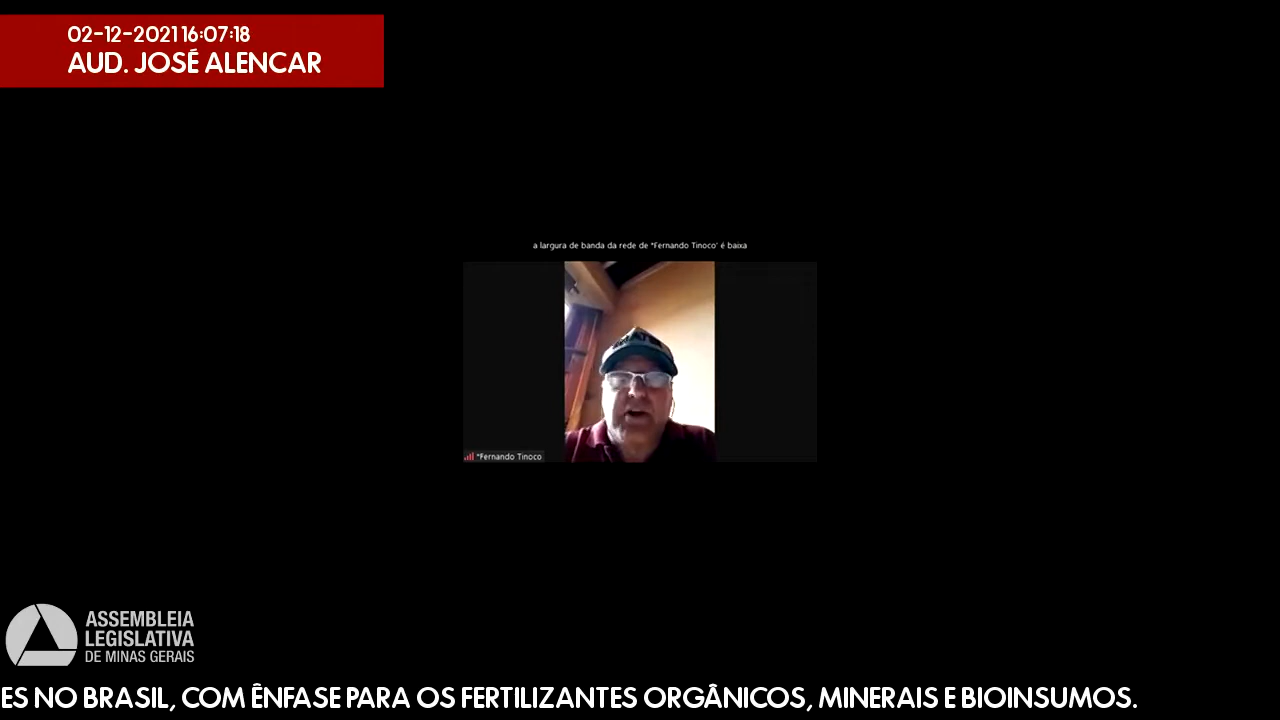 02-12-2021 16:07:18
AUD. JOSÉ ALENCAR
a largura de banda da rede de "Fernando Tinoco' é baixa
*Fernando Tinoco
ASSEMBLEIA
LEGISLATIVA
DE MINAS GERAIS
ES NO BRASIL, COM ÊNFASE PARA OS FERTILIZANTES ORGÂNICOS, MINERAIS E BIOINSUMOS.